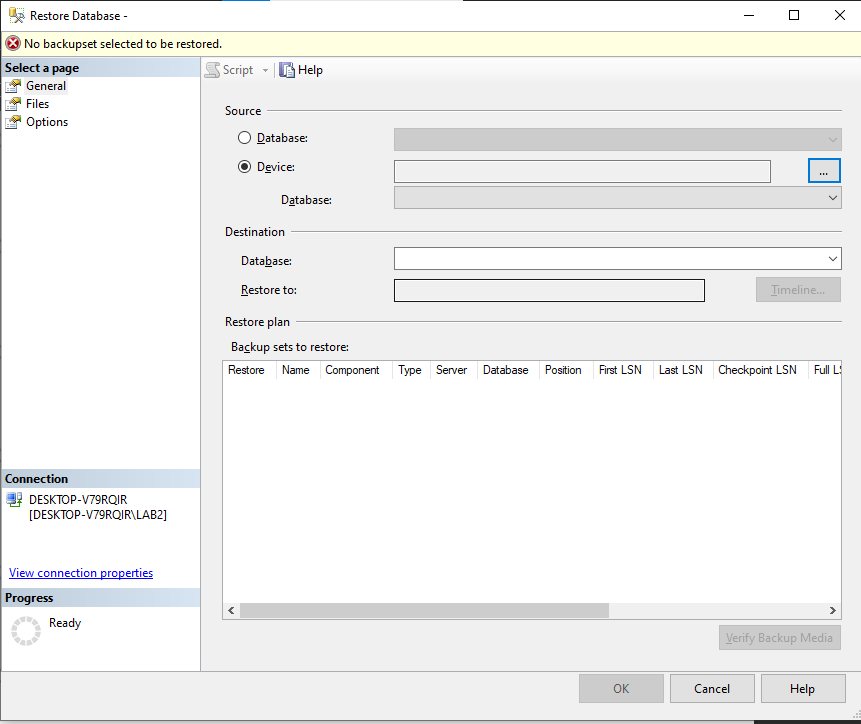 Restore Database -
No backupset selected to be restored.
Select a page
General
Files
Options
Script
Help
Source
Database:
Device:
...
Database:
Destination
Database:
Restore to:
Timeline...
Restore plan
Backup sets to restore:
Restore Name Component Type Server Database Position First LSN Last LSN Checkpoint LSN Full LS
Connection
DESKTOP-V79RQIR
[DESKTOP-V79RQIR\LAB2]
View connection properties
Progress
Ready
Verify Backup Media
OK Cancel Help